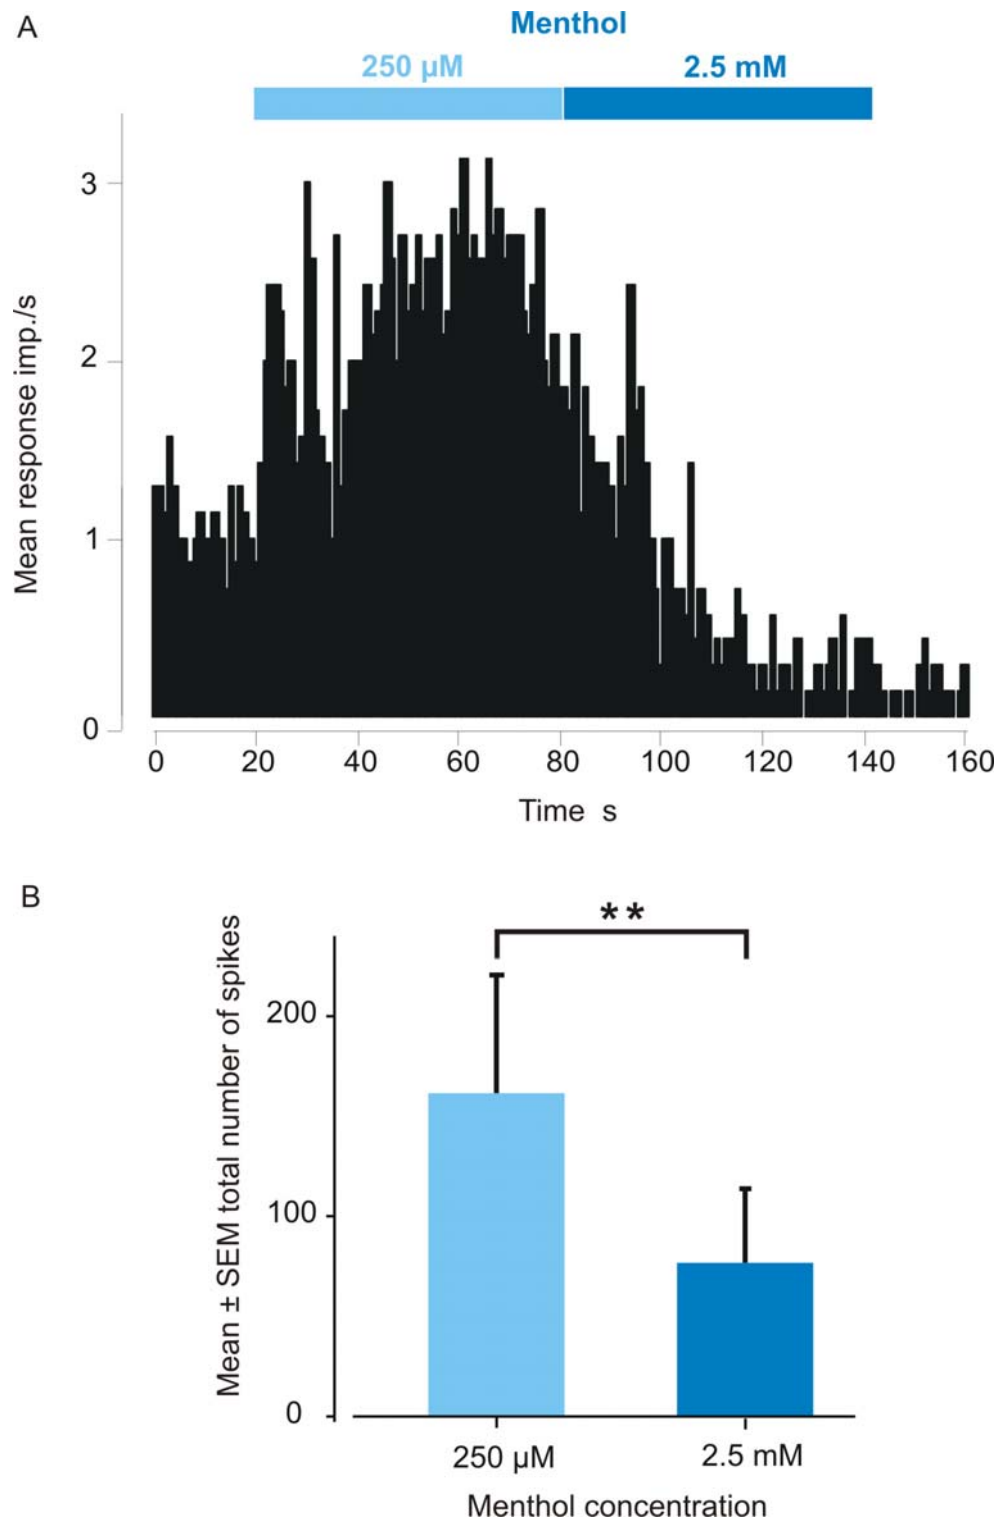 A
Menthol
250 µM 2.5 mM
Mean response imp./s
3
2
1
0
0 20 40 60 80 100 120 140 160
Time s
B
Mean ± SEM total number of spikes
**
200
100
0
250 µM 2.5 mM
Menthol concentration